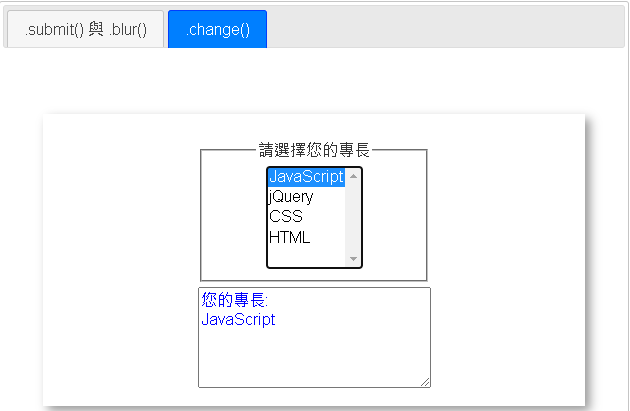 .submit() 與 .blur()
.change()
請選擇您的專長
JavaScript
jQuery
CSS
HTML
您的專長:
JavaScript